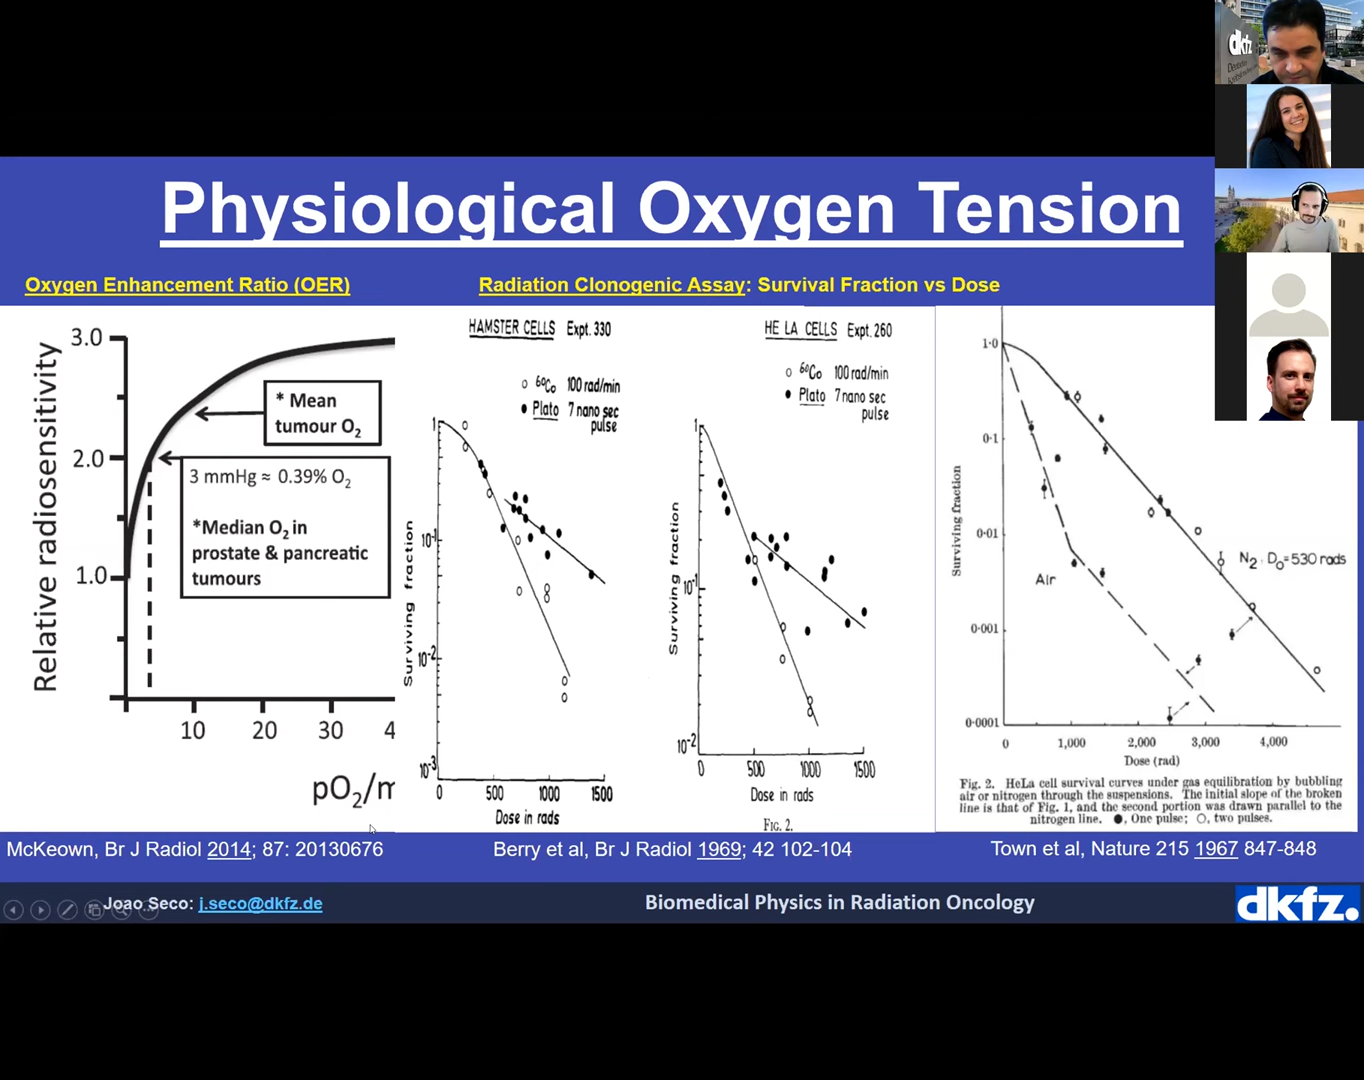 dkfz.
Physiological Oxygen Tension
Oxygen Enhancement Ratio (OER)
Radiation Clonogenic Assay: Survival Fraction vs Dose
Relative radiosensitivity
3.0
2.0
1.0
* Mean
tumour O2
3 mmHg ≈ 0.39% O2
*Median O2 in
prostate & pancreatic
tumours
10
20
30
4
pO2/m
HAMSTER CELLS Expt. 330
60Co 100 rad/min
Plato 7 nano sec
pulse
Surviving fraction
1
10-1
10-2
10-3
0
500
1000
1500
Dose in rads
HE LA CELLS Expt. 260
60Co 100 rad/min
Plato 7 nano sec
pulse
Surviving fraction
1
10-1
10-2
0
500
1000
1500
Dose in rads
FIG. 2.
Surviving fraction
1·0
0·1
0·01
0·001
0·0001
Air
N2. D0=530 rads
0
1,000
2,000
3,000
4,000
Dose (rad)
Fig. 2. HeLa cell survival curves under gas equilibration by bubbling
air or nitrogen through the suspensions. The initial slope of the broken
line is that of Fig. 1, and the second portion was drawn parallel to the
nitrogen line. ●, One pulse; ○, two pulses.
McKeown, Br J Radiol 2014; 87: 20130676
Berry et al, Br J Radiol 1969; 42 102-104
Town et al, Nature 215 1967 847-848
Joao Seco: j.seco@dkfz.de
Biomedical Physics in Radiation Oncology
dkfz.